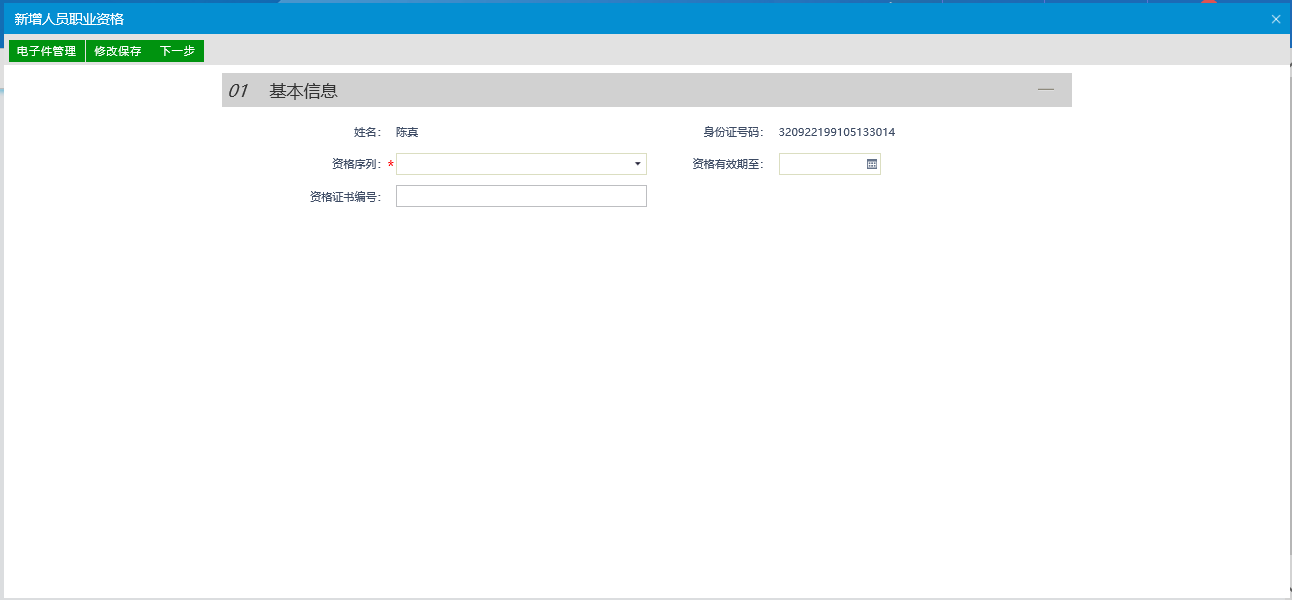 新增人员职业资格
电子件管理 修改保存 下一步
01 基本信息
姓名： 陈真 身份证号码： 320922199105133014
资格序列： * 资格有效期至：
资格证书编号：